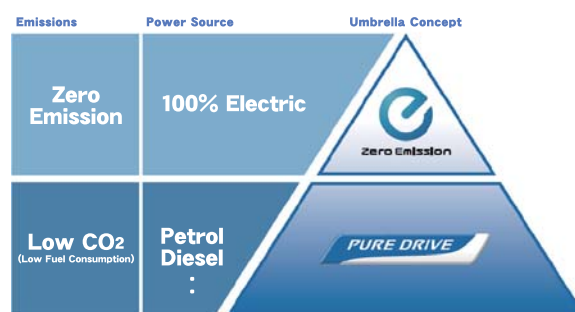 Emissions Power Source Umbrella Concept
Zero
Emission
100% Electric
Zero Emission
Low CO2
(Low Fuel Consumption)
Petrol
Diesel
:
PURE DRIVE